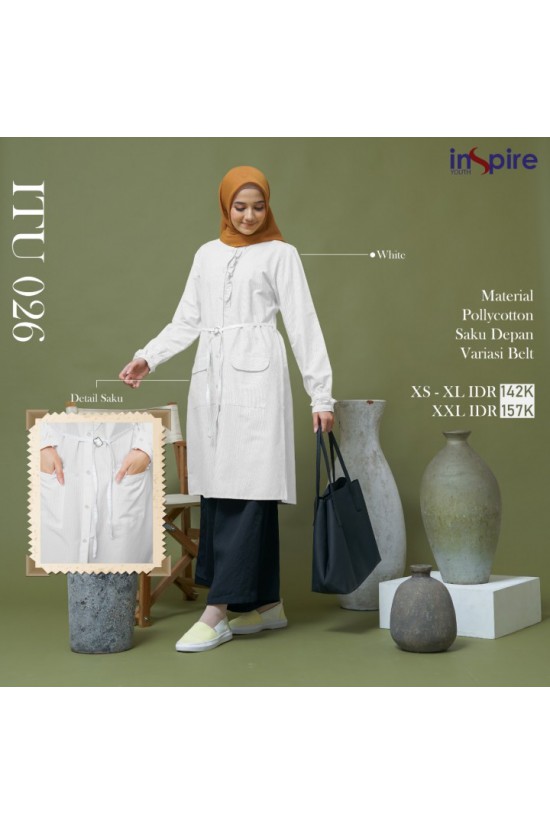 inSpire
YOUTH
ITU 026
White
Material
Pollycotton
Saku Depan
Variasi Belt
XS - XL IDR 142K
XXL IDR 157K
Detail Saku